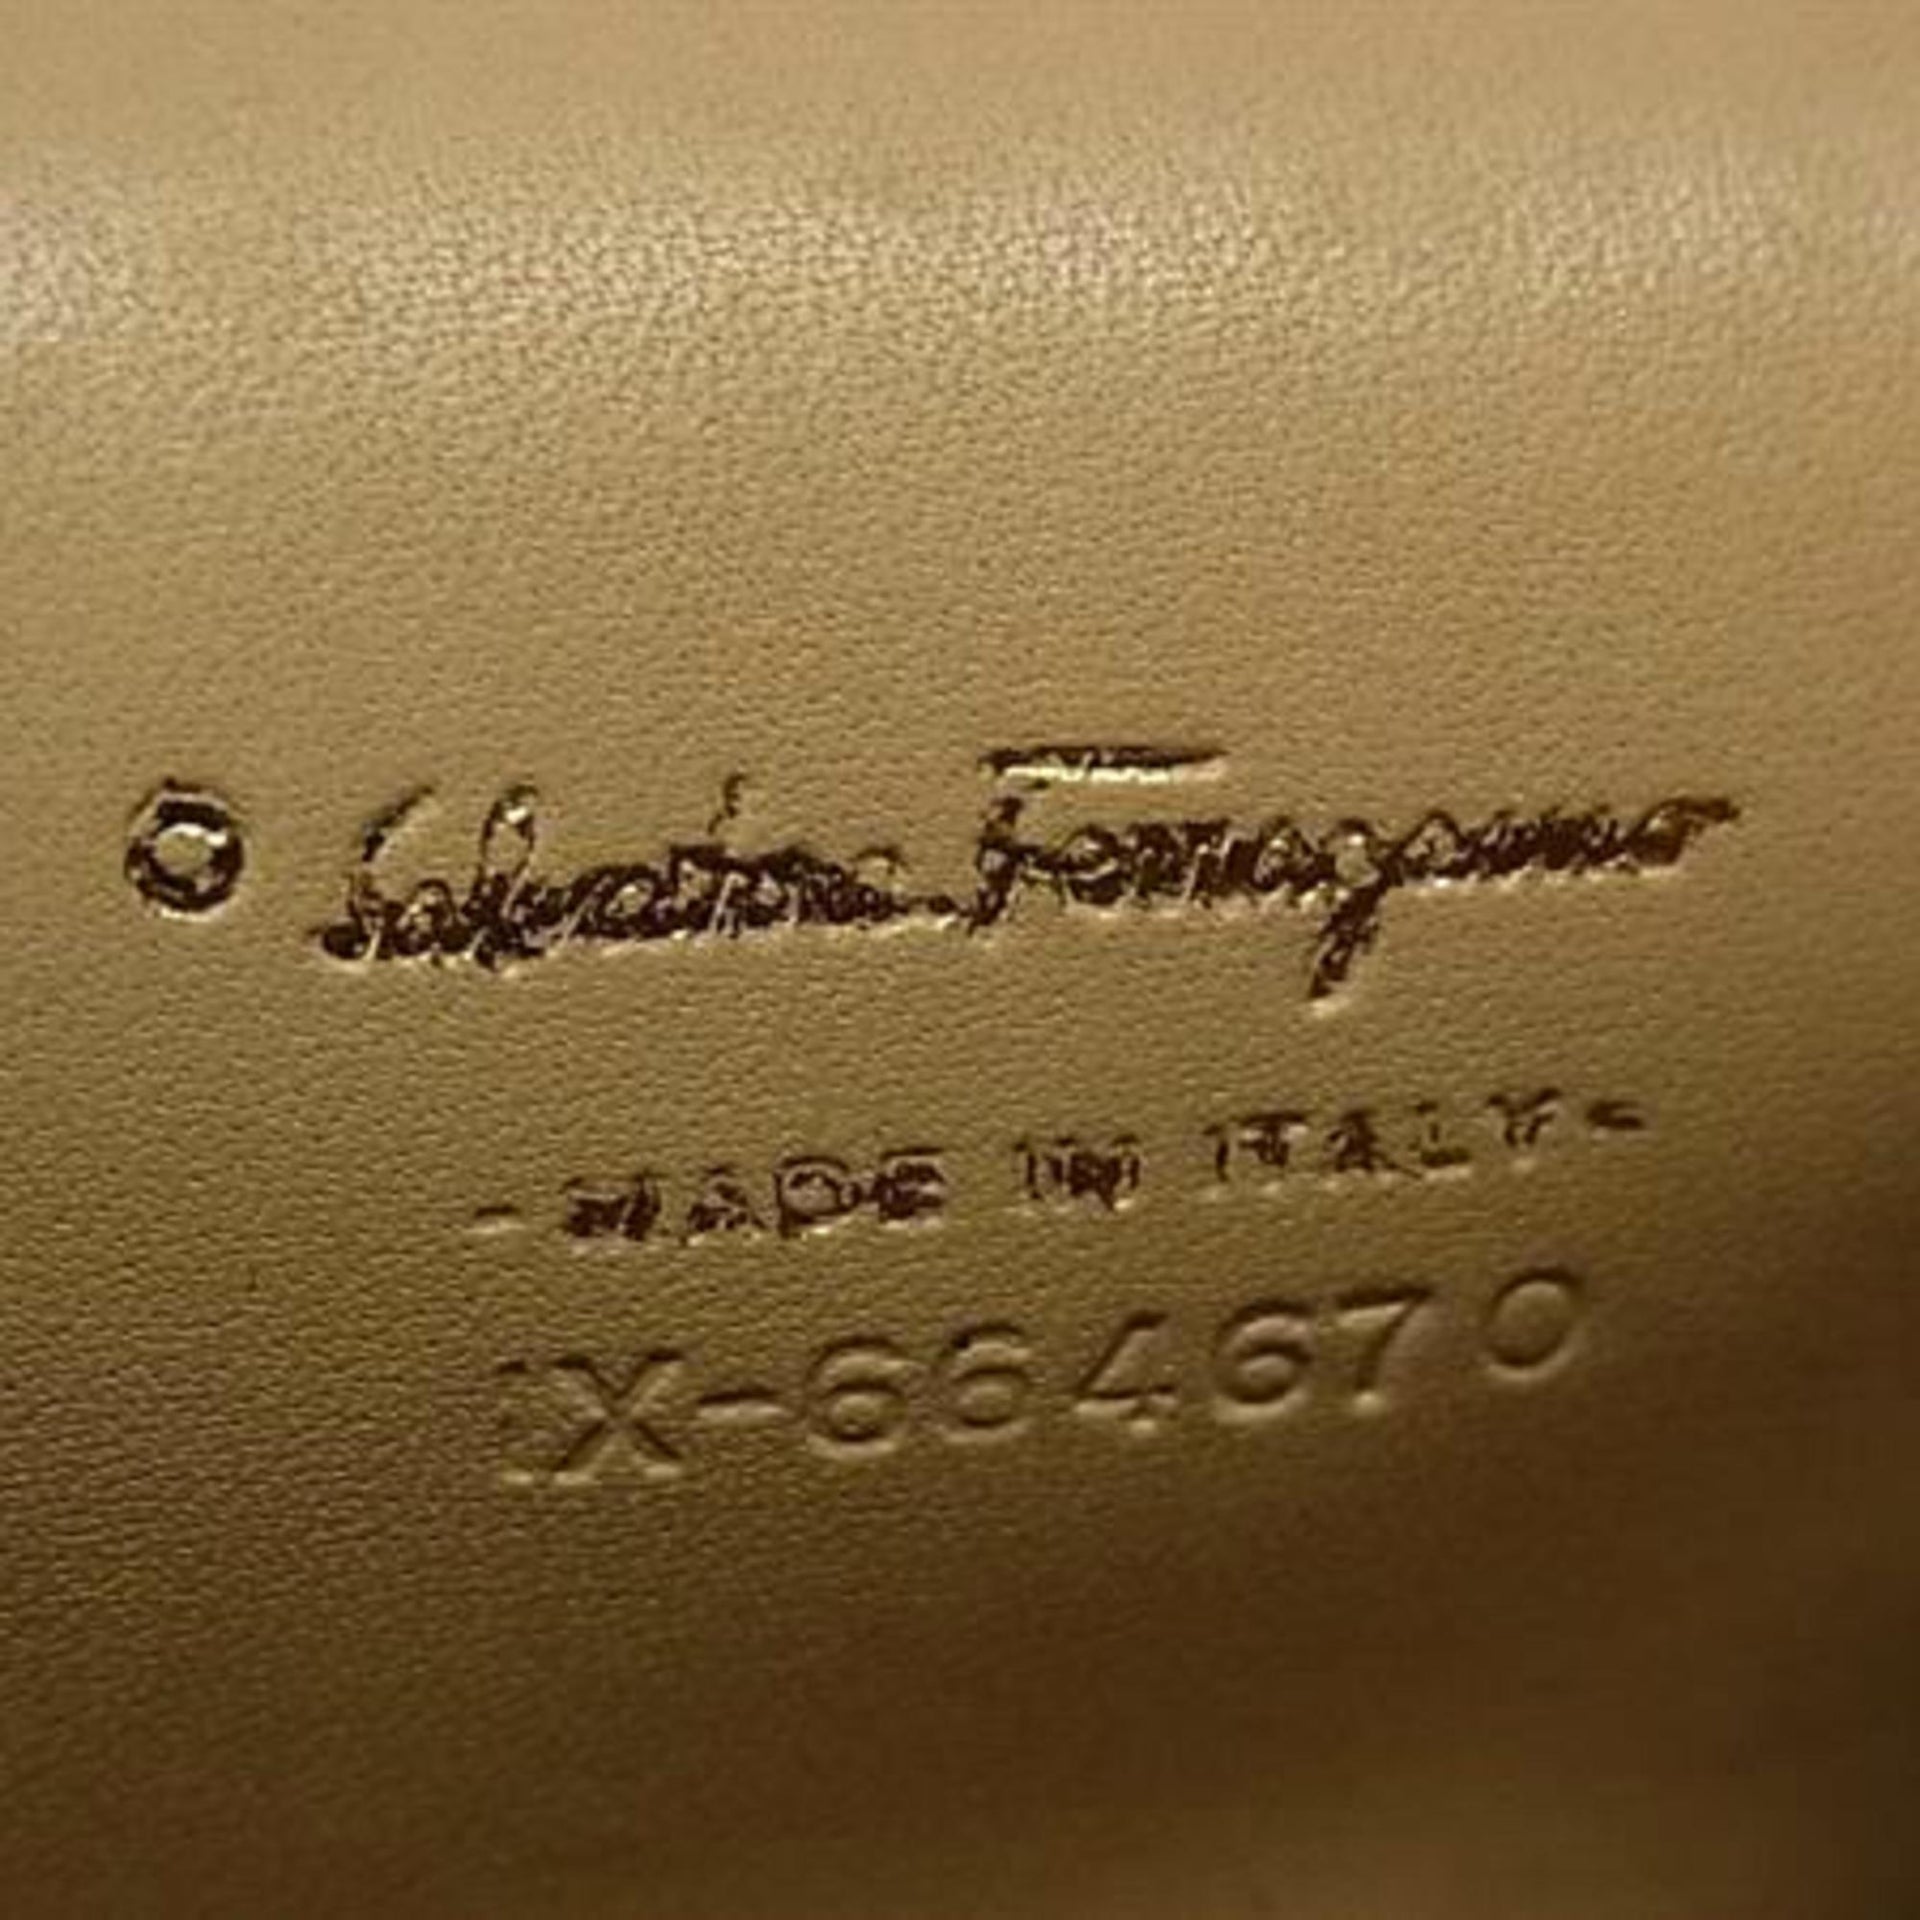 Salvatore Ferragamo
- MADE IN ITALY -
X-664670